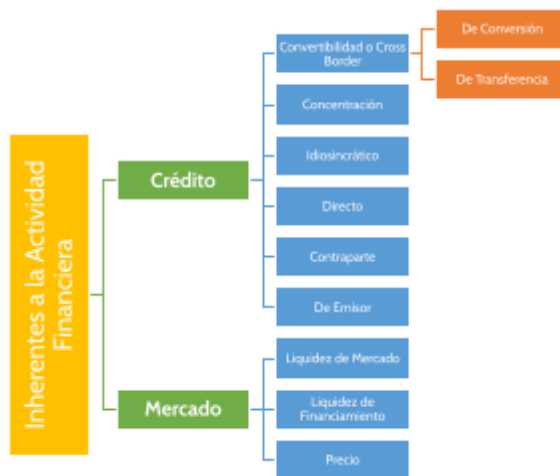 Inherentes a la Actividad
Financiera
Crédito
Convertibilidad o Cross
Border
De Conversión
De Transferencia
Concentración
Idiosincrático
Directo
Contraparte
De Emisor
Mercado
Liquidez de Mercado
Liquidez de
Financiamiento
Precio